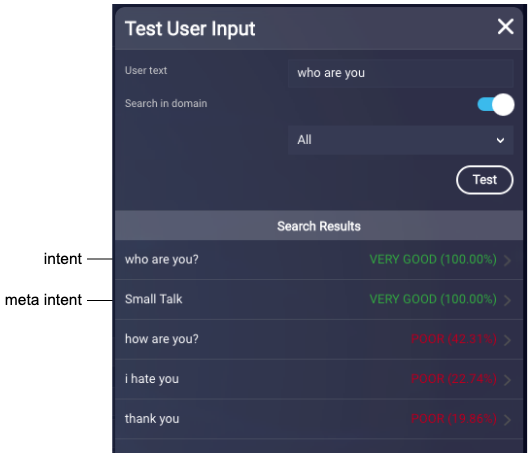 Test User Input
User text
who are you
Search in domain
All
Test
Search Results
intent
who are you?
VERY GOOD (100.00%)
meta intent
Small Talk
VERY GOOD (100.00%)
how are you?
POOR (42.31%)
i hate you
POOR (22.74%)
thank you
POOR (19.86%)